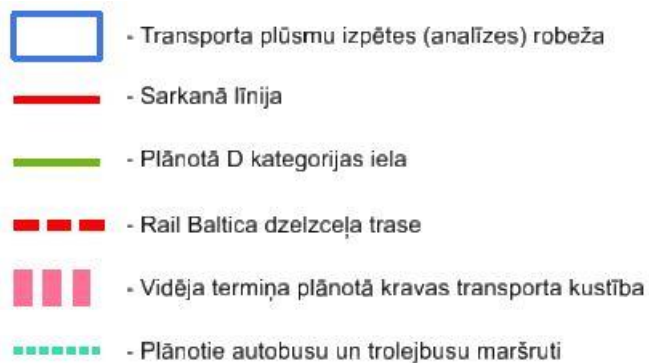 - Transporta plūsmu izpētes (analīzes) robeža
- Sarkanā līnija
- Plānotā D kategorijas iela
- Rail Baltica dzelzceļa trase
- Vidēja termiņa plānotā kravas transporta kustība
- Plānotie autobusu un trolejbusu maršruti